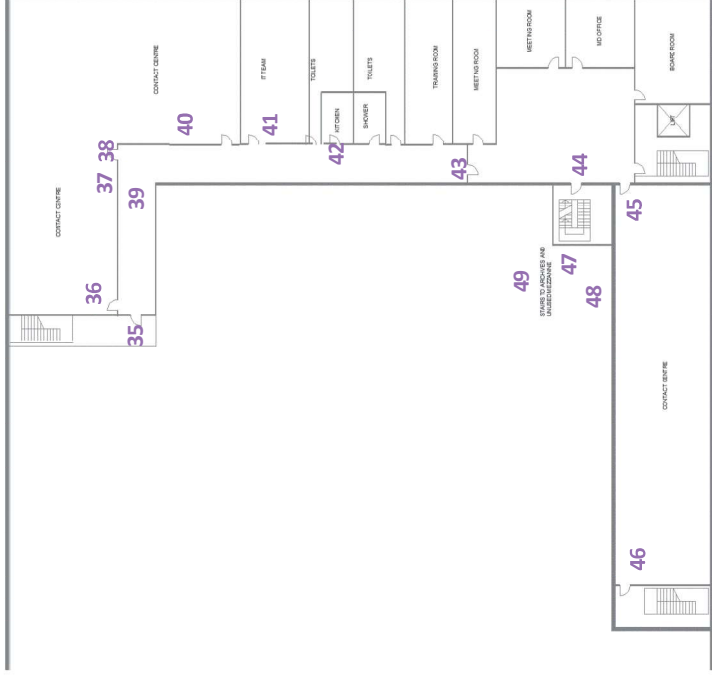 CONTACT CENTRE
IT TEAM
TOILETS
TOILETS
TRAINING ROOM
MEETING ROOM
MEETING ROOM
MD OFFICE
BOARD ROOM
KITCHEN
SHOWER
LIFT
40
41
42
38
37
39
43
44
45
CONTACT CENTRE
36
35
49
STAIRS TO ARCHIVES AND
UNUSED MEZZANINE
47
48
CONTACT CENTRE
46